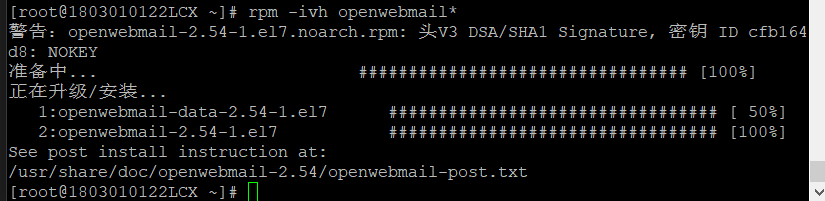 [root@1803010122LCX ~]# rpm -ivh openwebmail*
警告：openwebmail-2.54-1.el7.noarch.rpm: 头V3 DSA/SHA1 Signature, 密钥 ID cfb164
d8: NOKEY
准备中... ################################# [100%]
正在升级/安装...
1:openwebmail-data-2.54-1.el7 ################################# [ 50%]
2:openwebmail-2.54-1.el7 ################################# [100%]
See post install instruction at:
/usr/share/doc/openwebmail-2.54/openwebmail-post.txt
[root@1803010122LCX ~]#